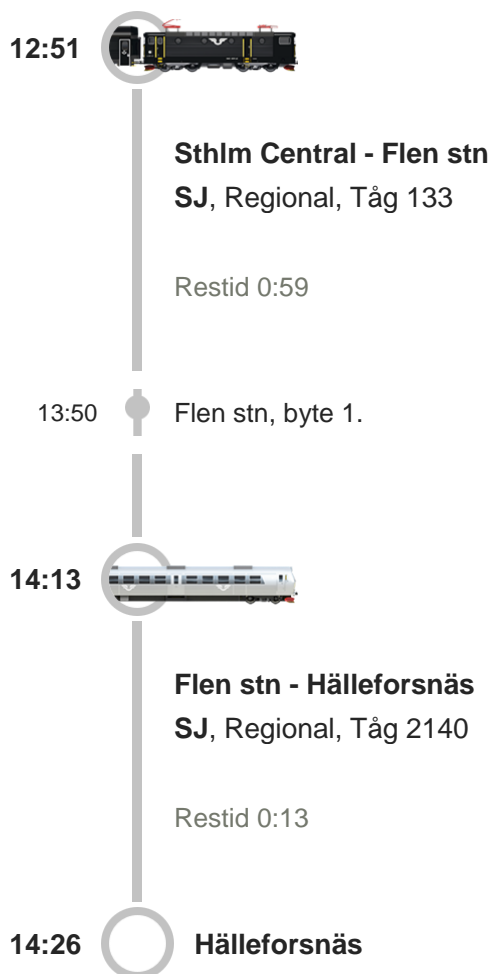 12:51
Sthlm Central - Flen stn
SJ, Regional, Tåg 133
Restid 0:59
13:50 Flen stn, byte 1.
14:13
Flen stn - Hälleforsnäs
SJ, Regional, Tåg 2140
Restid 0:13
14:26 Hälleforsnäs